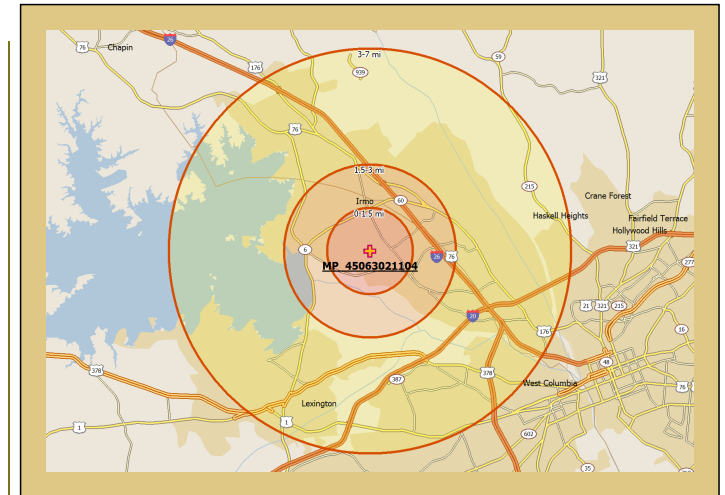 3-7 mi
76
Chapin
26
59
176
939
321
76
1.5-3 mi
Irmo
60
215
Crane Forest
0-1.5 mi
Haskell Heights
Fairfield Terrace
Hollywood Hills
6
26
76
321
277
MP_45063021104
21
321
215
20
176
16
378
48
387
378
West Columbia
76
Lexington
1
1
602
35